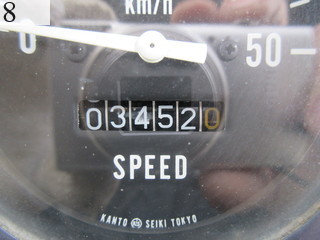 8
km/h
0 50
034520
SPEED
KANTO SEIKI TOKYO